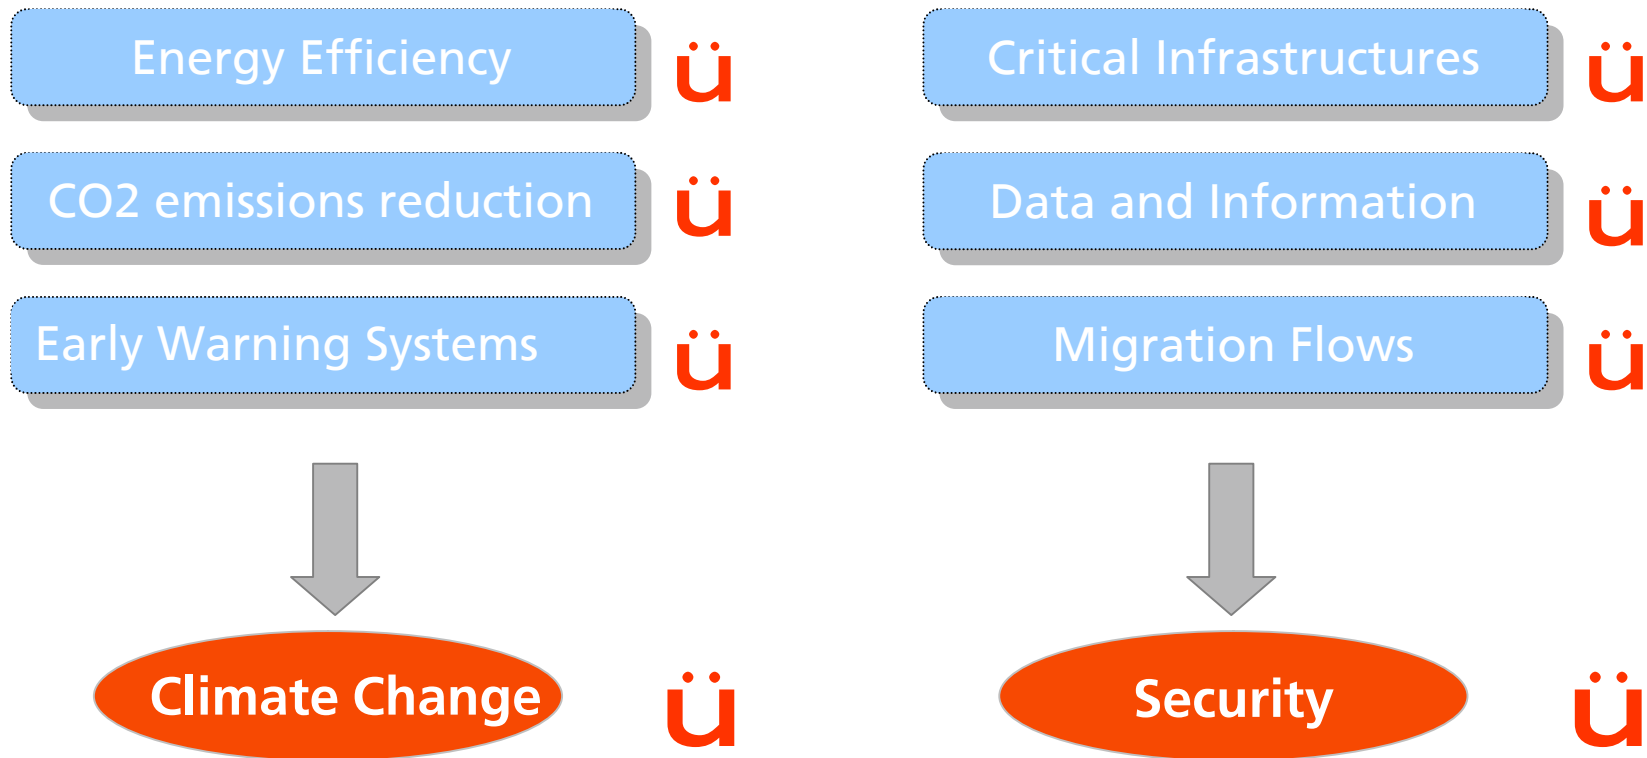 Energy Efficiency ü
CO2 emissions reduction ü
Early Warning Systems ü
Climate Change ü
Critical Infrastructures ü
Data and Information ü
Migration Flows ü
Security ü